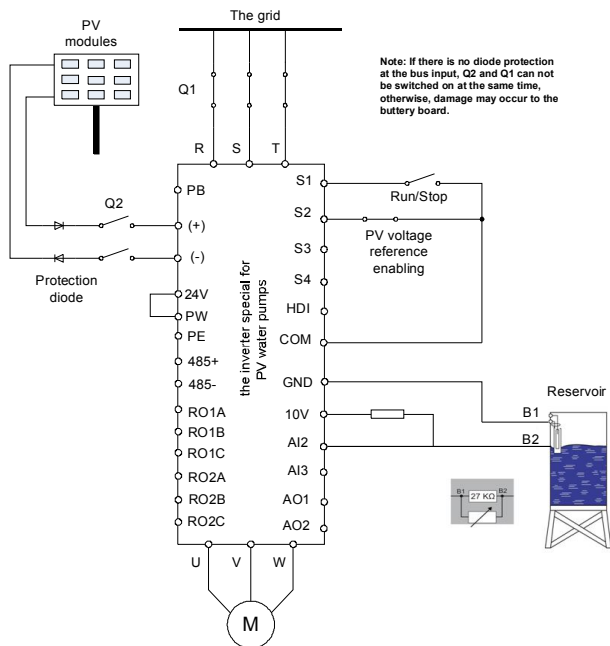 The grid
PV
modules
Note: If there is no diode protection
at the bus input, Q2 and Q1 can not
be switched on at the same time,
otherwise, damage may occur to the
buttery board.
Q1
R
S
T
PB
S1
Run/Stop
Q2
(+)
S2
PV voltage
reference
enabling
(-)
S3
Protection
diode
S4
24V
HDI
PW
the inverter special for
PV water pumps
PE
COM
485+
485-
GND
Reservoir
RO1A
10V
B1
RO1B
RO1C
AI2
B2
RO2A
AI3
RO2B
AO1
B1
27 KΩ
B2
RO2C
AO2
U
V
W
M